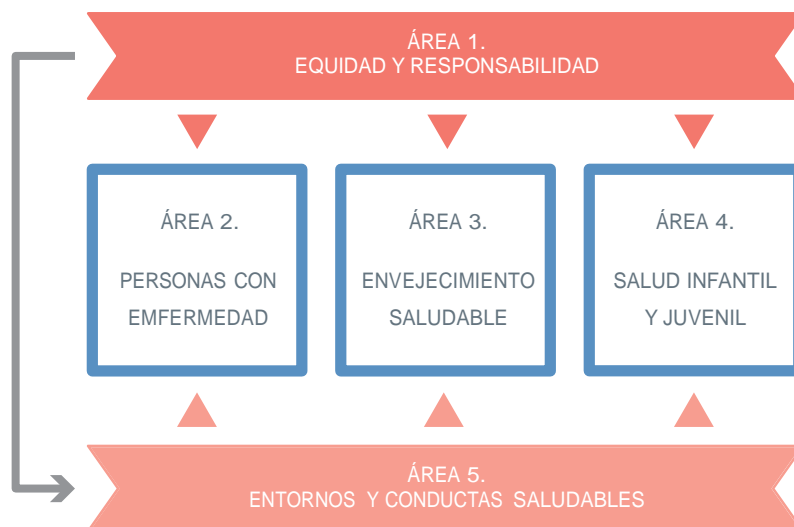 ÁREA 1.
EQUIDAD Y RESPONSABILIDAD
ÁREA 2.
PERSONAS CON
EMFERMEDAD
ÁREA 3.
ENVEJECIMIENTO
SALUDABLE
ÁREA 4.
SALUD INFANTIL
Y JUVENIL
ÁREA 5.
ENTORNOS Y CONDUCTAS SALUDABLES